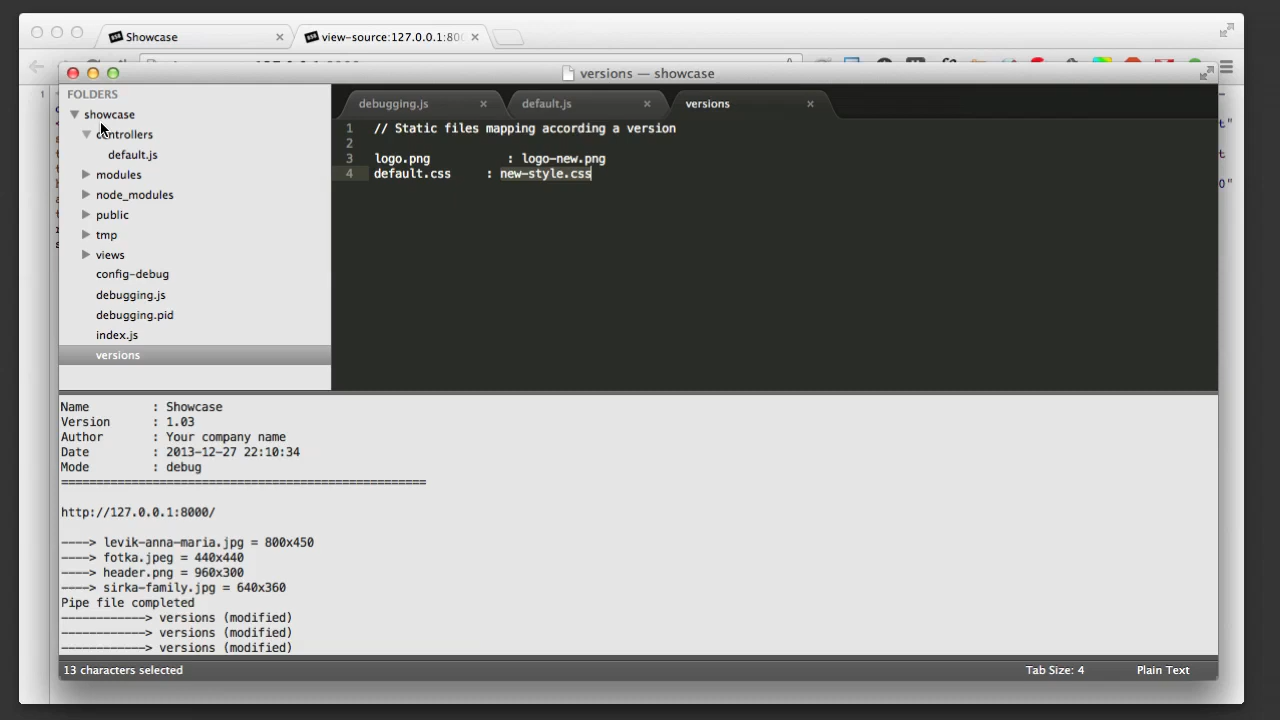 Showcase
view-source:127.0.0.1:800
versions — showcase
FOLDERS
showcase
controllers
default.js
modules
node_modules
public
tmp
views
config-debug
debugging.js
debugging.pid
index.js
versions
debugging.js
default.js
versions
1 // Static files mapping according a version
2
3 logo.png : logo-new.png
4 default.css : new-style.css
Name : Showcase
Version : 1.03
Author : Your company name
Date : 2013-12-27 22:10:34
Mode : debug
====================================================
http://127.0.0.1:8000/
----> levik-anna-maria.jpg = 800x450
----> fotka.jpeg = 440x440
----> header.png = 960x300
----> sirka-family.jpg = 640x360
Pipe file completed
------------> versions (modified)
------------> versions (modified)
------------> versions (modified)
13 characters selected
Tab Size: 4
Plain Text